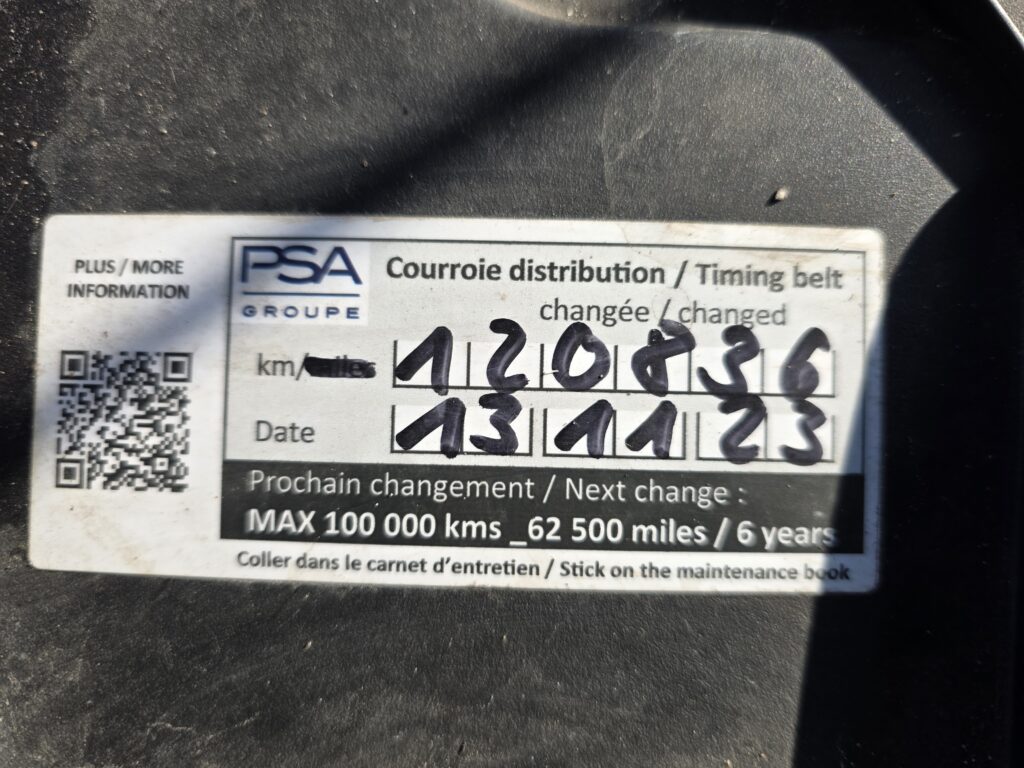 PLUS / MORE
INFORMATION
PSA
GROUPE
Courroie distribution / Timing belt
changée / changed
km/miles 120836
Date 13 11 23
Prochain changement / Next change :
MAX 100 000 kms _62 500 miles / 6 years
Coller dans le carnet d'entretien / Stick on the maintenance book